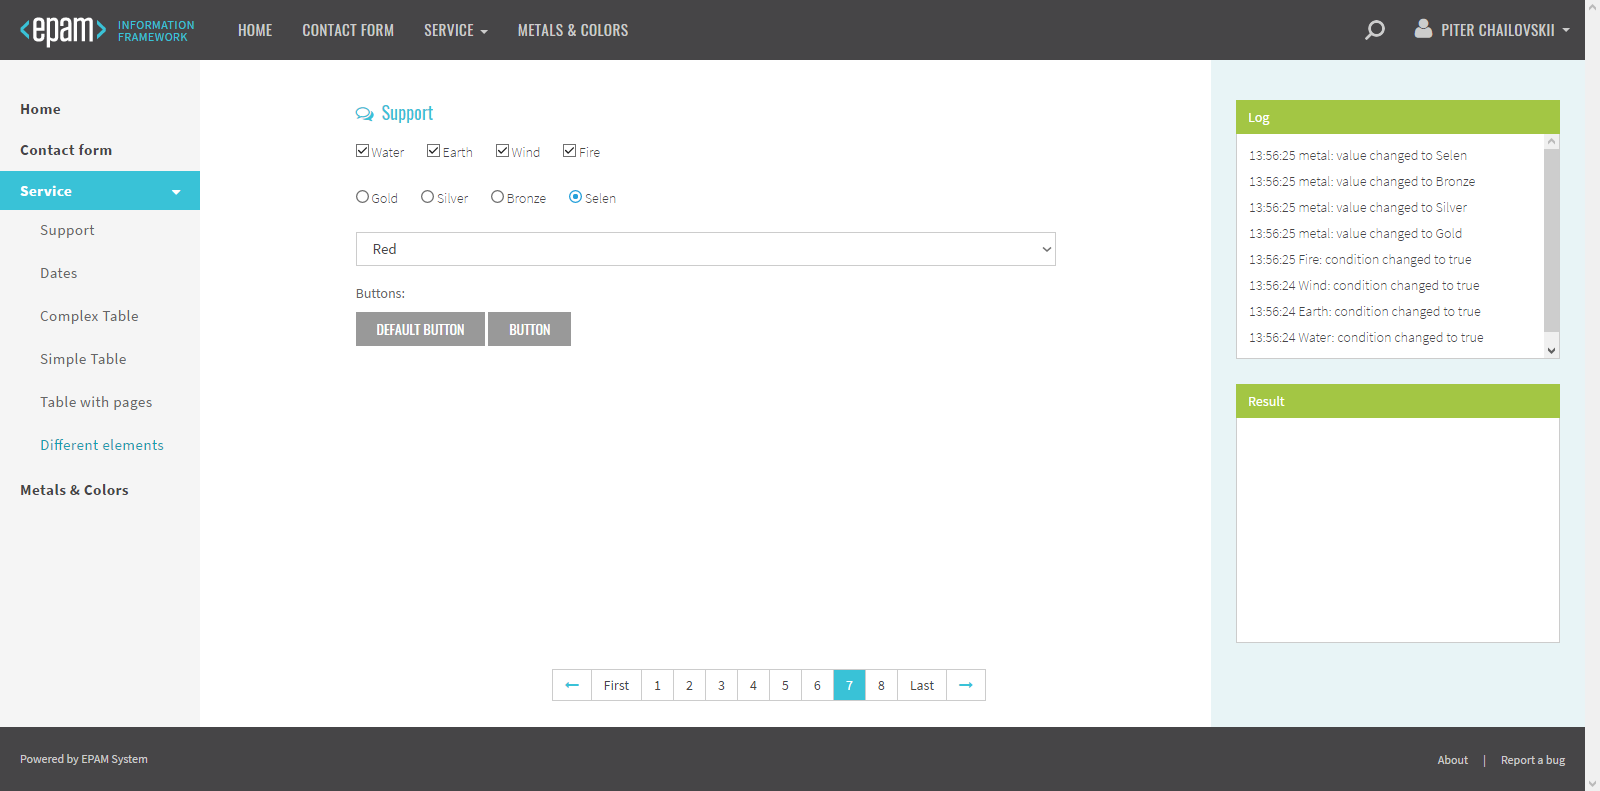 <epam> INFORMATION FRAMEWORK
HOME CONTACT FORM SERVICE METALS & COLORS PITER CHAILOVSKII
Home
Contact form
Service
Support
Dates
Complex Table
Simple Table
Table with pages
Different elements
Metals & Colors
Support
Water Earth Wind Fire
Gold Silver Bronze Selen
Red
Buttons:
DEFAULT BUTTON BUTTON
First 1 2 3 4 5 6 7 8 Last
Log
13:56:25 metal: value changed to Selen
13:56:25 metal: value changed to Bronze
13:56:25 metal: value changed to Silver
13:56:25 metal: value changed to Gold
13:56:25 Fire: condition changed to true
13:56:24 Wind: condition changed to true
13:56:24 Earth: condition changed to true
13:56:24 Water: condition changed to true
Result
Powered by EPAM System
About | Report a bug